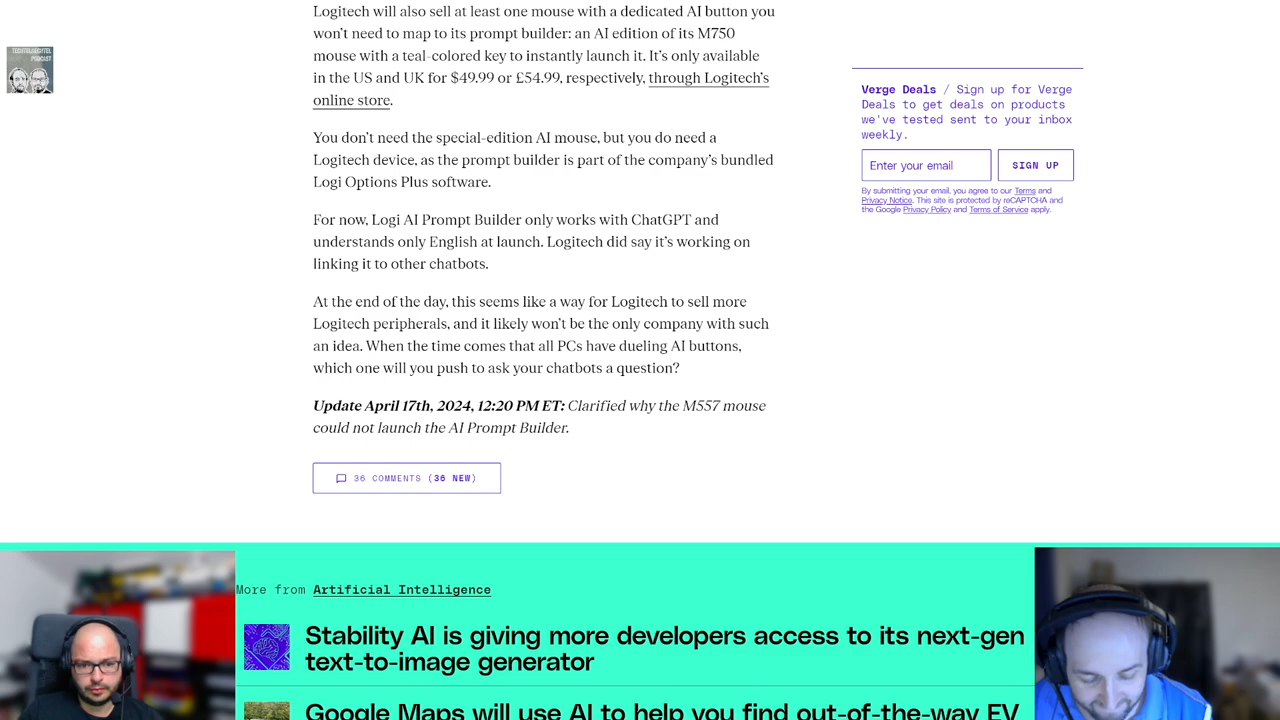 Logitech will also sell at least one mouse with a dedicated AI button you
won't need to map to its prompt builder: an AI edition of its M750
mouse with a teal-colored key to instantly launch it. It's only available
in the US and UK for $49.99 or £54.99, respectively, through Logitech's
online store.
You don't need the special-edition AI mouse, but you do need a
Logitech device, as the prompt builder is part of the company's bundled
Logi Options Plus software.
For now, Logi AI Prompt Builder only works with ChatGPT and
understands only English at launch. Logitech did say it's working on
linking it to other chatbots.
At the end of the day, this seems like a way for Logitech to sell more
Logitech peripherals, and it likely won't be the only company with such
an idea. When the time comes that all PCs have dueling AI buttons,
which one will you push to ask your chatbots a question?
Update April 17th, 2024, 12:20 PM ET: Clarified why the M557 mouse
could not launch the AI Prompt Builder.
36 COMMENTS (36 NEW)
Verge Deals / Sign up for Verge
Deals to get deals on products
we've tested sent to your inbox
weekly.
Enter your email
SIGN UP
By submitting your email, you agree to our Terms and
Privacy Notice. This site is protected by reCAPTCHA and
the Google Privacy Policy and Terms of Service apply.
PODCAST
More from Artificial Intelligence
Stability AI is giving more developers access to its next-gen
text-to-image generator
Google Maps will use AI to help you find out-of-the-way EV